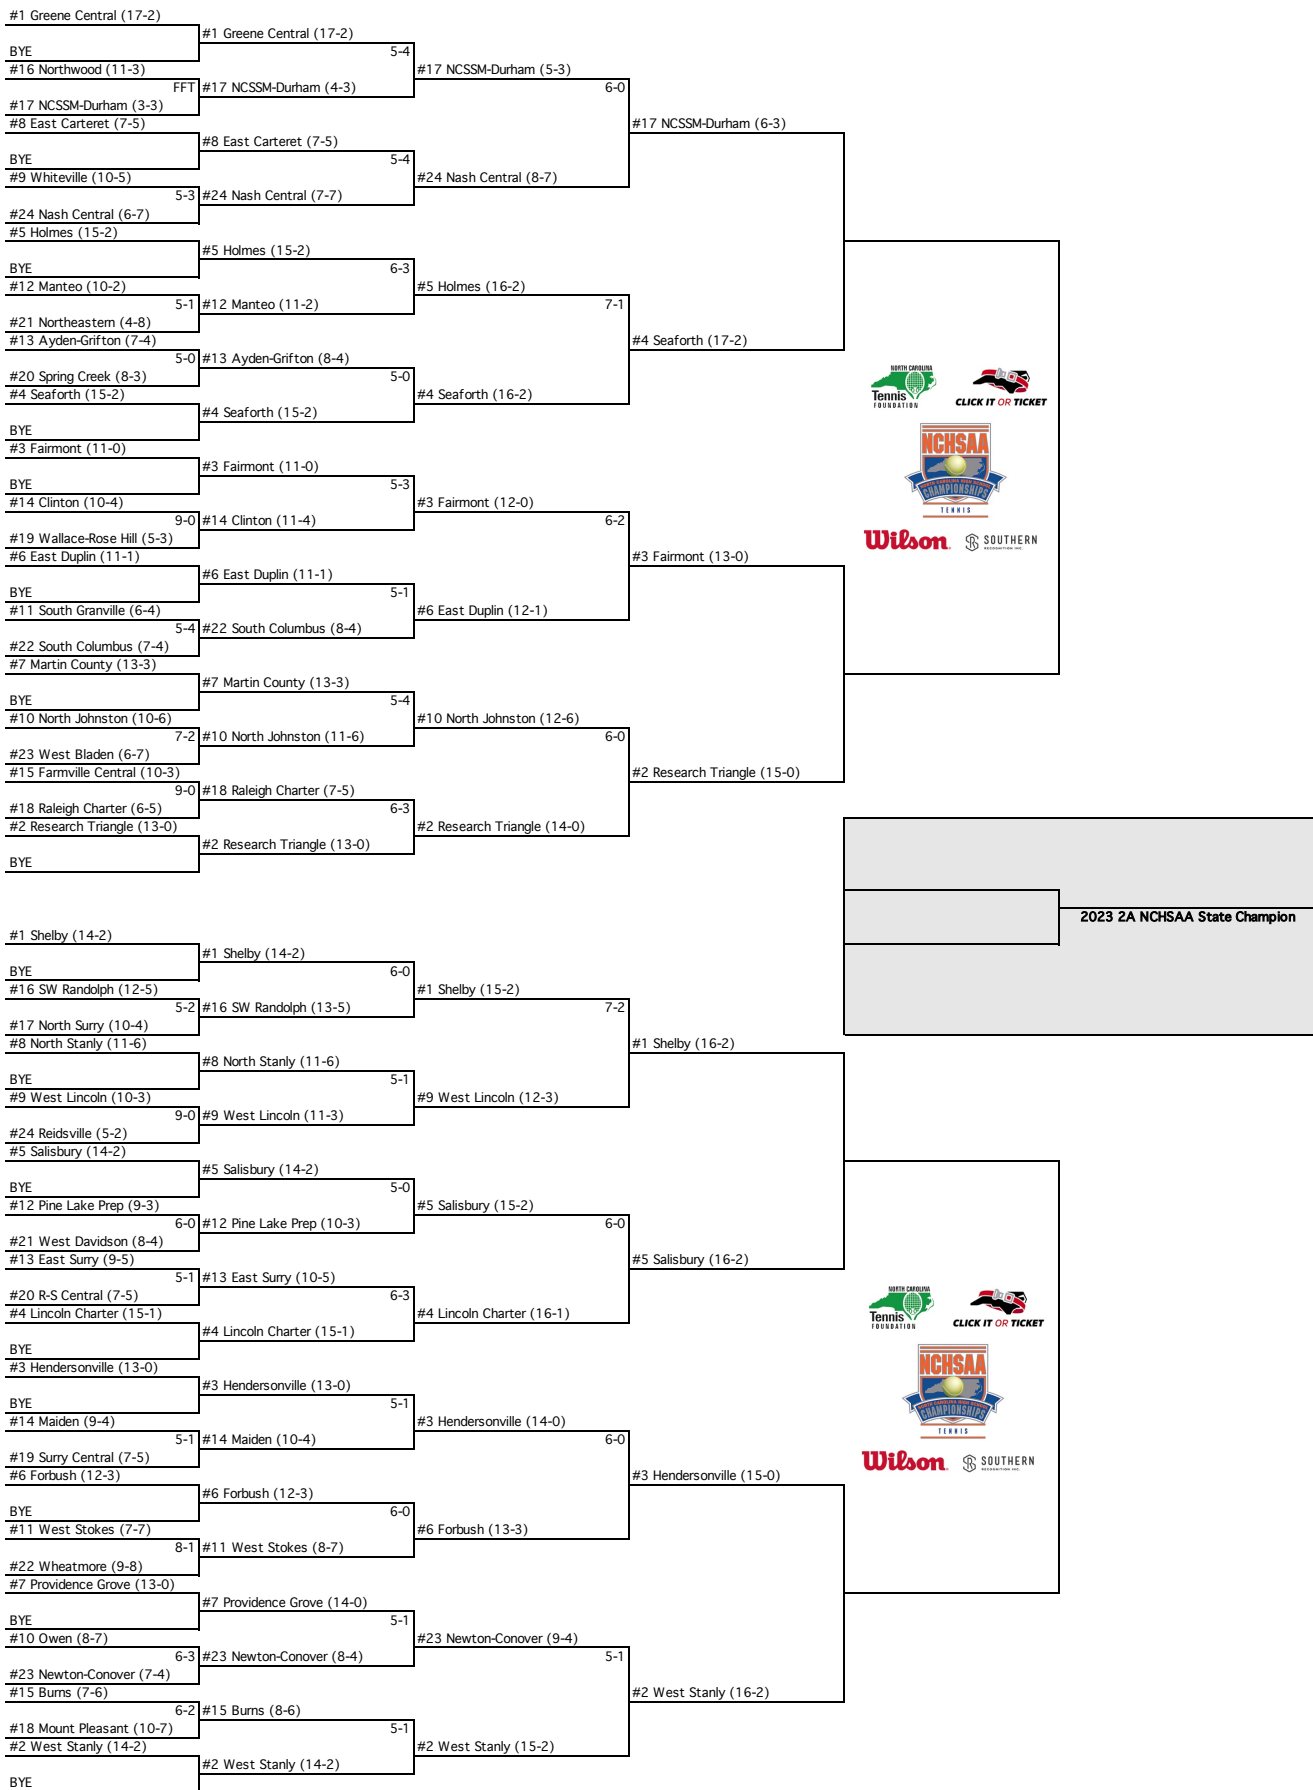 #1 Greene Central (17-2)
BYE
#16 Northwood (11-3)
FFT
#17 NCSSM-Durham (3-3)
#8 East Carteret (7-5)
BYE
#9 Whiteville (10-5)
5-3
#24 Nash Central (6-7)
#5 Holmes (15-2)
BYE
#12 Manteo (10-2)
5-1
#21 Northeastern (4-8)
#13 Ayden-Grifton (7-4)
5-0
#20 Spring Creek (8-3)
#4 Seaforth (15-2)
BYE
#3 Fairmont (11-0)
BYE
#14 Clinton (10-4)
9-0
#19 Wallace-Rose Hill (5-3)
#6 East Duplin (11-1)
BYE
#11 South Granville (6-4)
5-4
#22 South Columbus (7-4)
#7 Martin County (13-3)
BYE
#10 North Johnston (10-6)
7-2
#23 West Bladen (6-7)
#15 Farmville Central (10-3)
9-0
#18 Raleigh Charter (6-5)
#2 Research Triangle (13-0)
BYE
#1 Greene Central (17-2)
5-4
#17 NCSSM-Durham (4-3)
#8 East Carteret (7-5)
5-4
#24 Nash Central (7-7)
#5 Holmes (15-2)
6-3
#12 Manteo (11-2)
#13 Ayden-Grifton (8-4)
5-0
#4 Seaforth (15-2)
#3 Fairmont (11-0)
5-3
#14 Clinton (11-4)
#6 East Duplin (11-1)
5-1
#22 South Columbus (8-4)
#7 Martin County (13-3)
5-4
#10 North Johnston (11-6)
#18 Raleigh Charter (7-5)
6-3
#2 Research Triangle (13-0)
#17 NCSSM-Durham (5-3)
6-0
#24 Nash Central (8-7)
#5 Holmes (16-2)
7-1
#4 Seaforth (16-2)
#3 Fairmont (12-0)
6-2
#6 East Duplin (12-1)
#10 North Johnston (12-6)
6-0
#2 Research Triangle (14-0)
#17 NCSSM-Durham (6-3)
#4 Seaforth (17-2)
#3 Fairmont (13-0)
#2 Research Triangle (15-0)
NORTH CAROLINA
Tennis
FOUNDATION
CLICK IT OR TICKET
NCHSAA
NORTH CAROLINA HIGH SCHOOL
CHAMPIONSHIPS
TENNIS
Wilson.
SOUTHERN
RECOGNITION INC.
2023 2A NCHSAA State Champion
#1 Shelby (14-2)
BYE
#16 SW Randolph (12-5)
5-2
#17 North Surry (10-4)
#8 North Stanly (11-6)
BYE
#9 West Lincoln (10-3)
9-0
#24 Reidsville (5-2)
#5 Salisbury (14-2)
BYE
#12 Pine Lake Prep (9-3)
6-0
#21 West Davidson (8-4)
#13 East Surry (9-5)
5-1
#20 R-S Central (7-5)
#4 Lincoln Charter (15-1)
BYE
#3 Hendersonville (13-0)
BYE
#14 Maiden (9-4)
5-1
#19 Surry Central (7-5)
#6 Forbush (12-3)
BYE
#11 West Stokes (7-7)
8-1
#22 Wheatmore (9-8)
#7 Providence Grove (13-0)
BYE
#10 Owen (8-7)
6-3
#23 Newton-Conover (7-4)
#15 Burns (7-6)
6-2
#18 Mount Pleasant (10-7)
#2 West Stanly (14-2)
BYE
#1 Shelby (14-2)
6-0
#16 SW Randolph (13-5)
#8 North Stanly (11-6)
5-1
#9 West Lincoln (11-3)
#5 Salisbury (14-2)
5-0
#12 Pine Lake Prep (10-3)
#13 East Surry (10-5)
6-3
#4 Lincoln Charter (15-1)
#3 Hendersonville (13-0)
5-1
#14 Maiden (10-4)
#6 Forbush (12-3)
6-0
#11 West Stokes (8-7)
#7 Providence Grove (14-0)
5-1
#23 Newton-Conover (8-4)
#15 Burns (8-6)
5-1
#2 West Stanly (14-2)
#1 Shelby (15-2)
7-2
#9 West Lincoln (12-3)
#5 Salisbury (15-2)
6-0
#4 Lincoln Charter (16-1)
#3 Hendersonville (14-0)
6-0
#6 Forbush (13-3)
#23 Newton-Conover (9-4)
5-1
#2 West Stanly (15-2)
#1 Shelby (16-2)
#5 Salisbury (16-2)
#3 Hendersonville (15-0)
#2 West Stanly (16-2)
NORTH CAROLINA
Tennis
FOUNDATION
CLICK IT OR TICKET
NCHSAA
NORTH CAROLINA HIGH SCHOOL
CHAMPIONSHIPS
TENNIS
Wilson.
SOUTHERN
RECOGNITION INC.